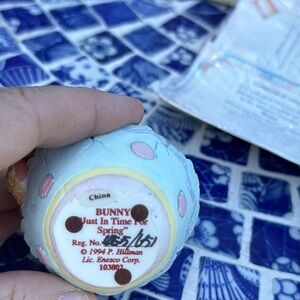 China
BUNNY
"Just In Time For
Spring"
Reg. No.
© 1994 P. Hillman
Lic. Enesco Corp.
103802